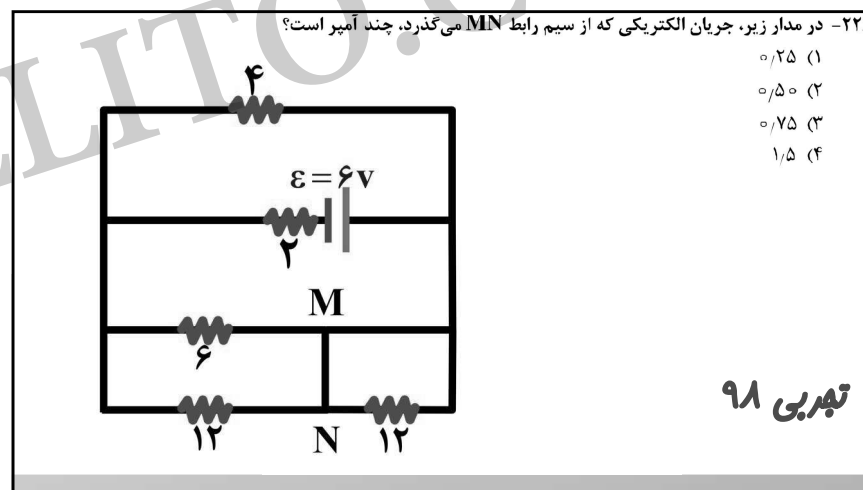 ۲۲- در مدار زیر، جریان الکتریکی که از سیم رابط MN می‌گذرد، چند آمپر است؟
۱) ۰/۲۵
۲) ۰/۵۰
۳) ۰/۷۵
۴) ۱/۵
۴
ε=۶v
۲
M
۶
۱۲ N ۱۲
تجربی ۹۸